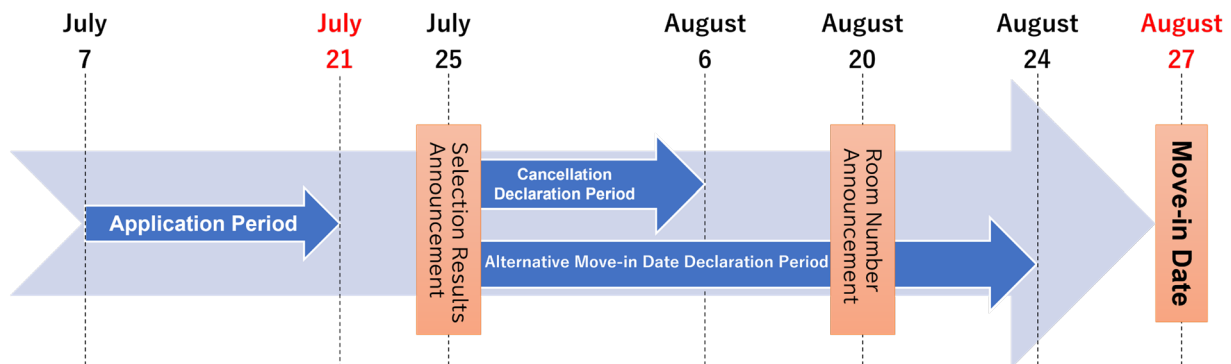 July
7
July
21
July
25
August
6
August
20
August
24
August
27
Application Period
Selection Results
Announcement
Cancellation
Declaration Period
Alternative Move-in Date Declaration Period
Room Number
Announcement
Move-in Date